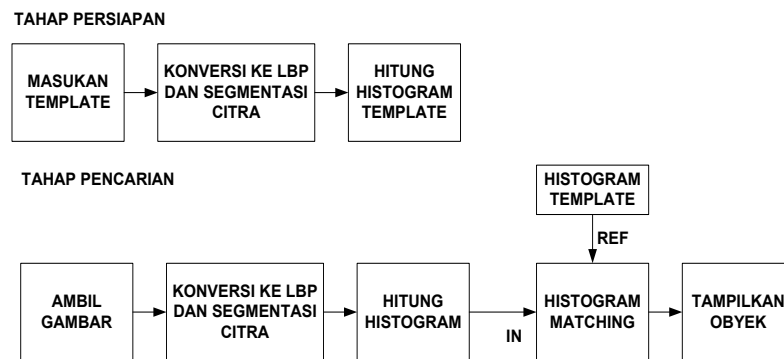 TAHAP PERSIAPAN
MASUKAN
TEMPLATE
KONVERSI KE LBP
DAN SEGMENTASI
CITRA
HITUNG
HISTOGRAM
TEMPLATE
TAHAP PENCARIAN
HISTOGRAM
TEMPLATE
REF
AMBIL
GAMBAR
KONVERSI KE LBP
DAN SEGMENTASI
CITRA
HITUNG
HISTOGRAM
IN
HISTOGRAM
MATCHING
TAMPILKAN
OBYEK